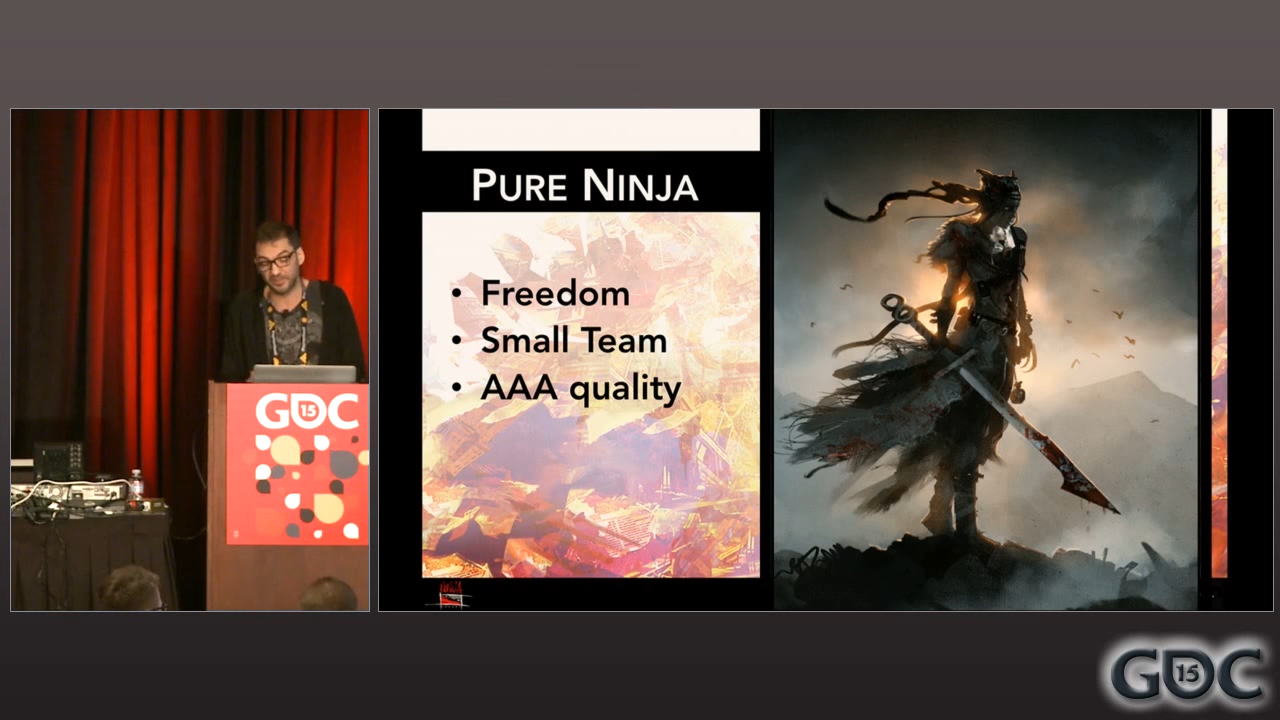 PURE NINJA
• Freedom
• Small Team
• AAA quality
GDC
15
GDC
15